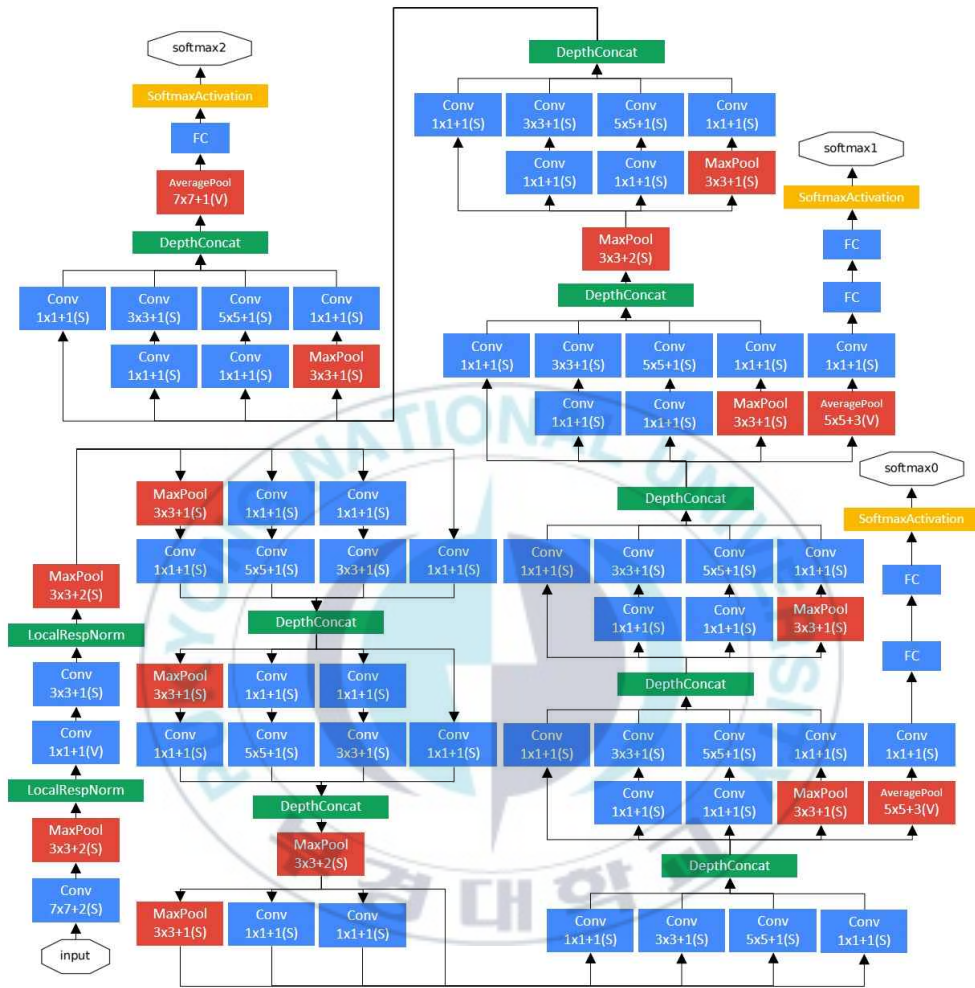 softmax2
SoftmaxActivation
FC
AveragePool
7x7+1(V)
DepthConcat
Conv
1x1+1(S)
Conv
3x3+1(S)
Conv
5x5+1(S)
Conv
1x1+1(S)
Conv
1x1+1(S)
Conv
1x1+1(S)
MaxPool
3x3+1(S)
DepthConcat
Conv
1x1+1(S)
Conv
3x3+1(S)
Conv
5x5+1(S)
Conv
1x1+1(S)
Conv
1x1+1(S)
Conv
1x1+1(S)
MaxPool
3x3+1(S)
MaxPool
3x3+2(S)
DepthConcat
softmax1
SoftmaxActivation
FC
FC
Conv
1x1+1(S)
Conv
3x3+1(S)
Conv
5x5+1(S)
Conv
1x1+1(S)
Conv
1x1+1(S)
Conv
1x1+1(S)
Conv
1x1+1(S)
MaxPool
3x3+1(S)
AveragePool
5x5+3(V)
MaxPool
3x3+1(S)
Conv
1x1+1(S)
Conv
1x1+1(S)
Conv
1x1+1(S)
Conv
5x5+1(S)
Conv
3x3+1(S)
Conv
1x1+1(S)
DepthConcat
MaxPool
3x3+1(S)
Conv
1x1+1(S)
Conv
1x1+1(S)
Conv
1x1+1(S)
Conv
5x5+1(S)
Conv
3x3+1(S)
Conv
1x1+1(S)
DepthConcat
MaxPool
3x3+2(S)
MaxPool
3x3+1(S)
Conv
1x1+1(S)
Conv
1x1+1(S)
MaxPool
3x3+2(S)
LocalRespNorm
Conv
3x3+1(S)
Conv
1x1+1(V)
LocalRespNorm
MaxPool
3x3+2(S)
Conv
7x7+2(S)
input
DepthConcat
Conv
1x1+1(S)
Conv
3x3+1(S)
Conv
5x5+1(S)
Conv
1x1+1(S)
Conv
1x1+1(S)
Conv
1x1+1(S)
MaxPool
3x3+1(S)
DepthConcat
softmax0
SoftmaxActivation
FC
FC
Conv
1x1+1(S)
Conv
3x3+1(S)
Conv
5x5+1(S)
Conv
1x1+1(S)
Conv
1x1+1(S)
Conv
1x1+1(S)
Conv
1x1+1(S)
MaxPool
3x3+1(S)
AveragePool
5x5+3(V)
DepthConcat
Conv
1x1+1(S)
Conv
3x3+1(S)
Conv
5x5+1(S)
Conv
1x1+1(S)
PUKYONG NATIONAL UNIVERSITY
부경대학교